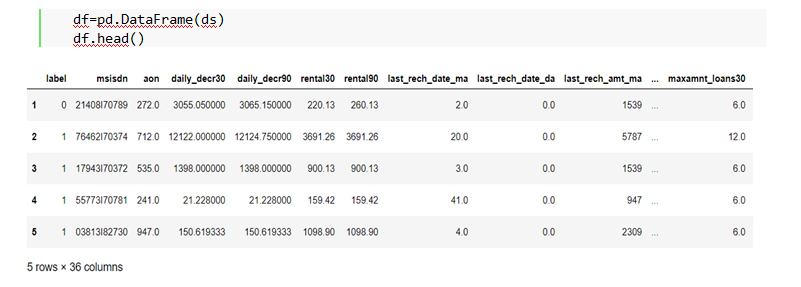 df=pd.DataFrame(ds)
df.head()
label msisdn aon daily_decr30 daily_decr90 rental30 rental90 last_rech_date_ma last_rech_date_da last_rech_amt_ma ... maxamnt_loans30
1 0 21408I70789 272.0 3055.050000 3065.150000 220.13 260.13 2.0 0.0 1539 ... 6.0
2 1 76462I70374 712.0 12122.000000 12124.750000 3691.26 3691.26 20.0 0.0 5787 ... 12.0
3 1 17943I70372 535.0 1398.000000 1398.000000 900.13 900.13 3.0 0.0 1539 ... 6.0
4 1 55773I70781 241.0 21.228000 21.228000 159.42 159.42 41.0 0.0 947 ... 6.0
5 1 03813I82730 947.0 150.619333 150.619333 1098.90 1098.90 4.0 0.0 2309 ... 6.0
5 rows × 36 columns